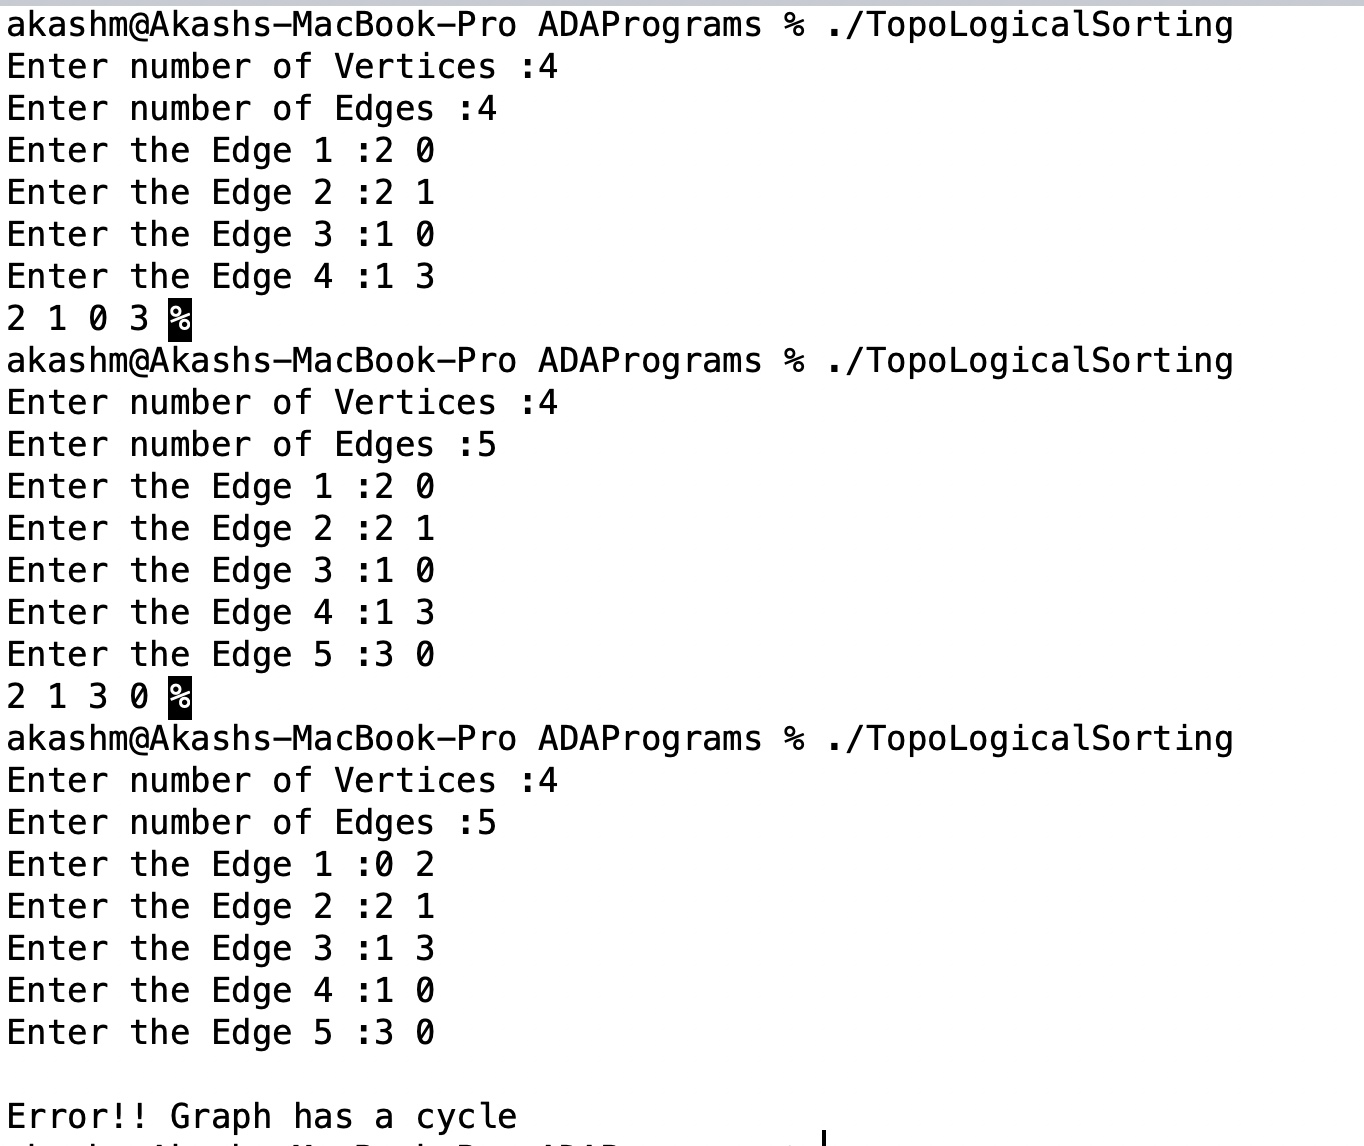 akashm@Akashs-MacBook-Pro ADAPrograms % ./TopoLogicalSorting
Enter number of Vertices :4
Enter number of Edges :4
Enter the Edge 1 :2 0
Enter the Edge 2 :2 1
Enter the Edge 3 :1 0
Enter the Edge 4 :1 3
2 1 0 3 %
akashm@Akashs-MacBook-Pro ADAPrograms % ./TopoLogicalSorting
Enter number of Vertices :4
Enter number of Edges :5
Enter the Edge 1 :2 0
Enter the Edge 2 :2 1
Enter the Edge 3 :1 0
Enter the Edge 4 :1 3
Enter the Edge 5 :3 0
2 1 3 0 %
akashm@Akashs-MacBook-Pro ADAPrograms % ./TopoLogicalSorting
Enter number of Vertices :4
Enter number of Edges :5
Enter the Edge 1 :0 2
Enter the Edge 2 :2 1
Enter the Edge 3 :1 3
Enter the Edge 4 :1 0
Enter the Edge 5 :3 0
Error!! Graph has a cycle